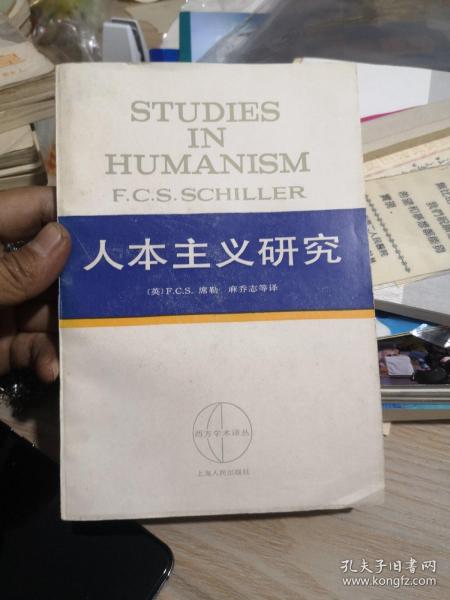 STUDIES
IN
HUMANISM
F.C.S.SCHILLER
人本主义研究
(英)F.C.S.席勒 麻乔志等译
西方学术译丛
上海人民出版社
孔夫子旧书网
www.kongfz.com